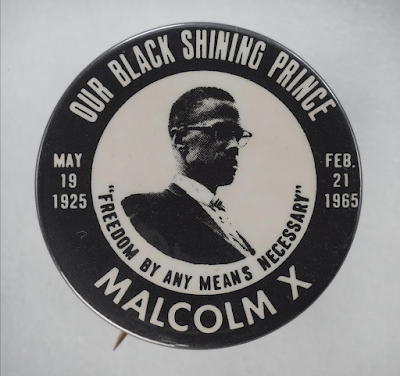 OUR BLACK SHINING PRINCE
MAY
19
1925
FEB.
21
1965
"FREEDOM BY ANY MEANS NECESSARY"
MALCOLM X